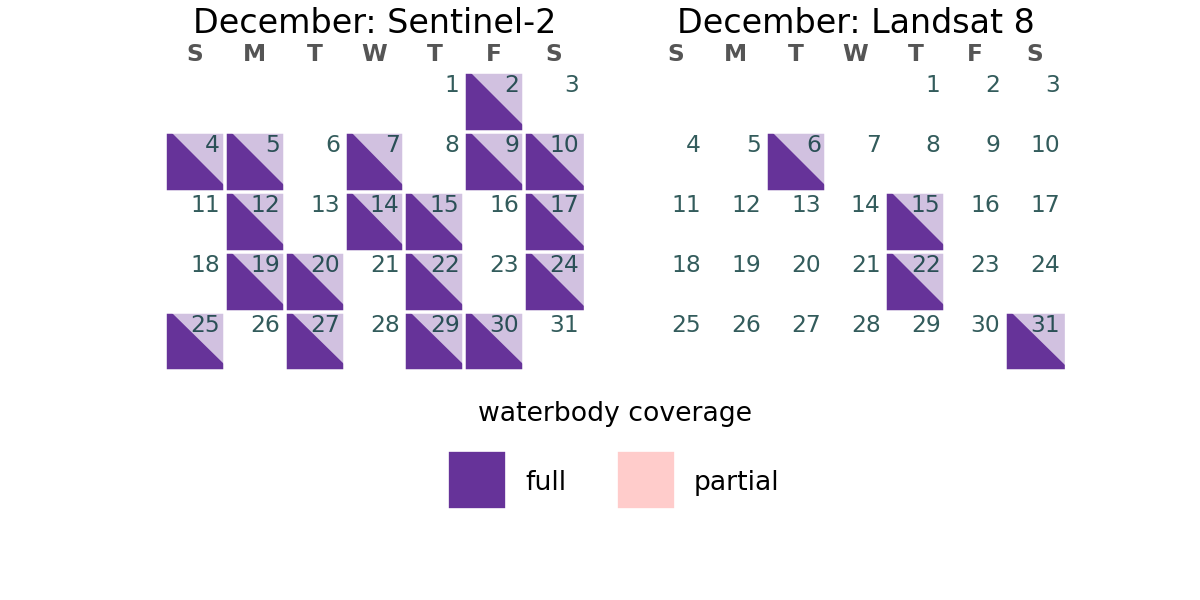 December: Sentinel-2
S M T W T F S
1 2 3
4 5 6 7 8 9 10
11 12 13 14 15 16 17
18 19 20 21 22 23 24
25 26 27 28 29 30 31
December: Landsat 8
S M T W T F S
1 2 3
4 5 6 7 8 9 10
11 12 13 14 15 16 17
18 19 20 21 22 23 24
25 26 27 28 29 30 31
waterbody coverage
full partial